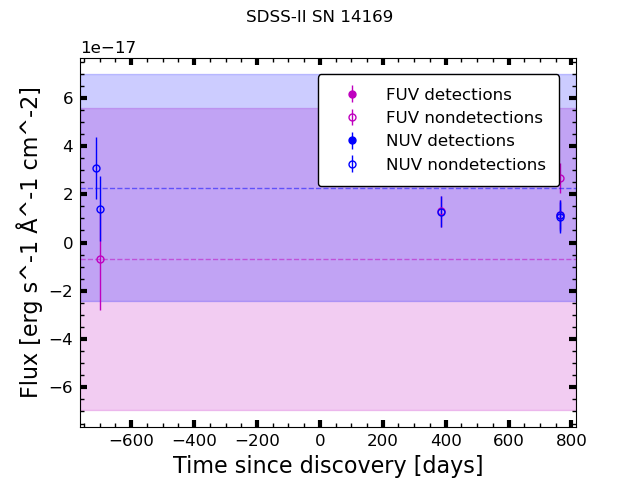 SDSS-II SN 14169
1e−17
FUV detections
FUV nondetections
NUV detections
NUV nondetections
6
4
2
0
−2
−4
−6
Flux [erg s^-1 Å^-1 cm^-2]
−600 −400 −200 0 200 400 600 800
Time since discovery [days]